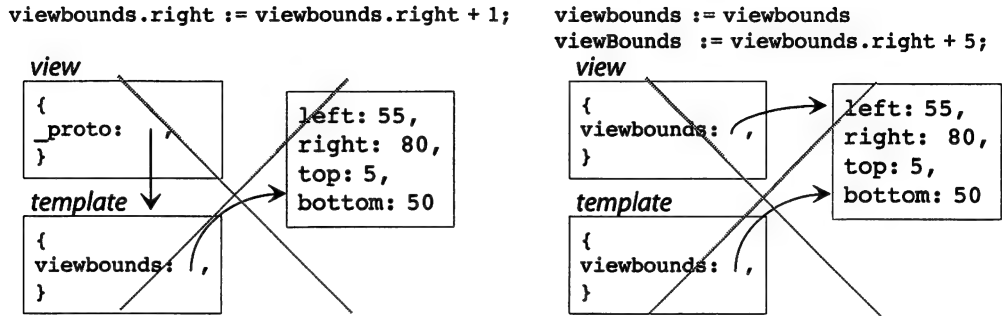 viewbounds.right := viewbounds.right + 1;
view
{
_proto: ,
}
template
{
viewbounds: ,
}
left: 55,
right: 80,
top: 5,
bottom: 50
viewbounds := viewbounds
viewBounds := viewbounds.right + 5;
view
{
viewbounds: ,
}
template
{
viewbounds: ,
}
left: 55,
right: 80,
top: 5,
bottom: 50